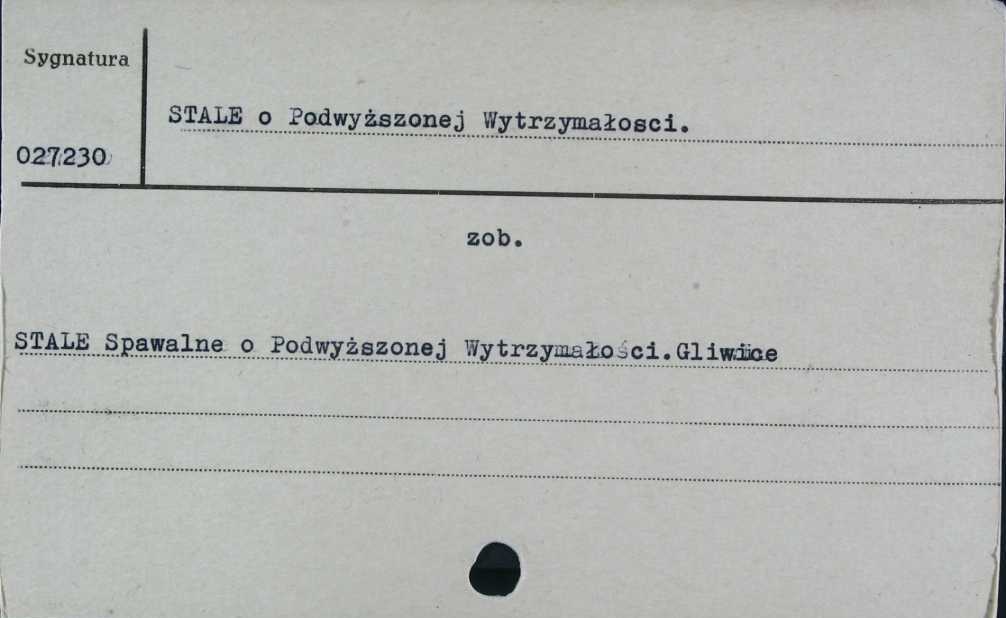 Sygnatura
STALE o Podwyższonej Wytrzymałosci.
027230
zob.
STALE Spawalne o Podwyższonej Wytrzymałości.Gliwice